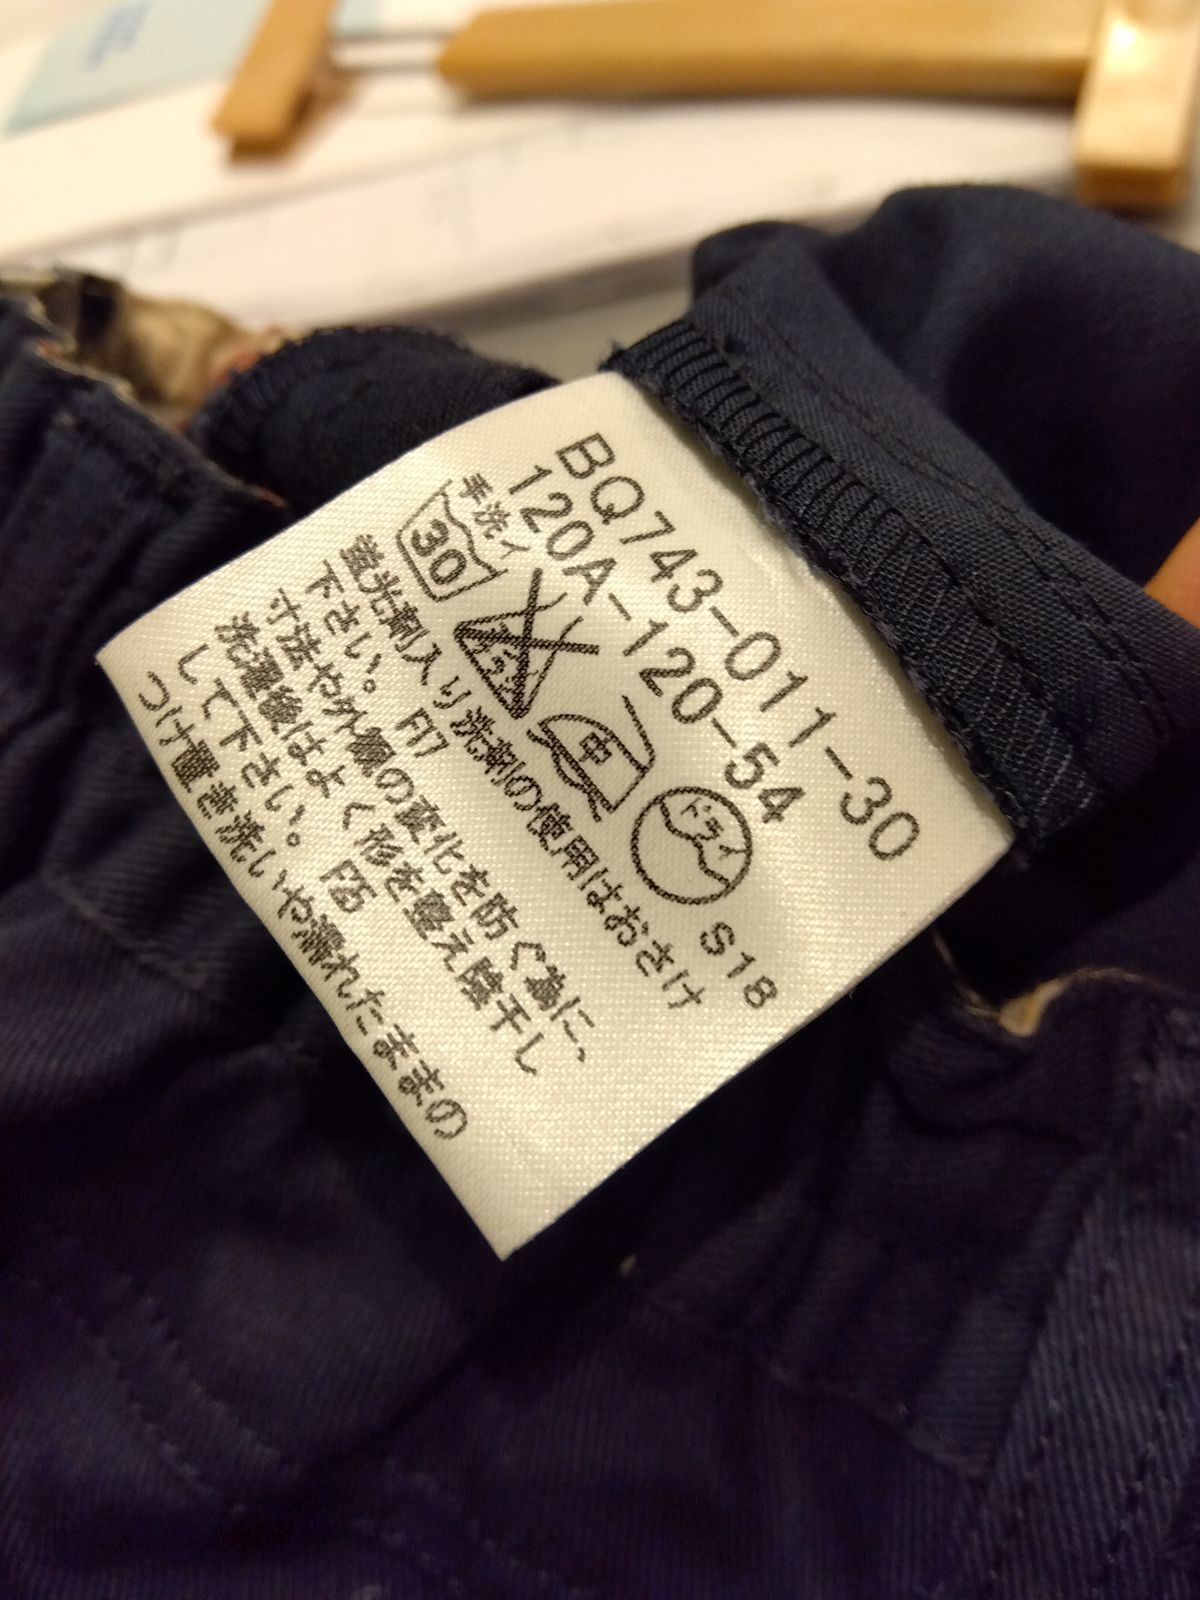 BQ743-011-30
120A-120-54
手洗イ
30
中
ドライ
S18
蛍光剤入り洗剤の使用はおさけ
下さい。 F17
寸法や外観の変化を防ぐ為に、
洗濯後はよく形を整え陰干し
して下さい。 F25
つけ置き洗いや濡れたままの